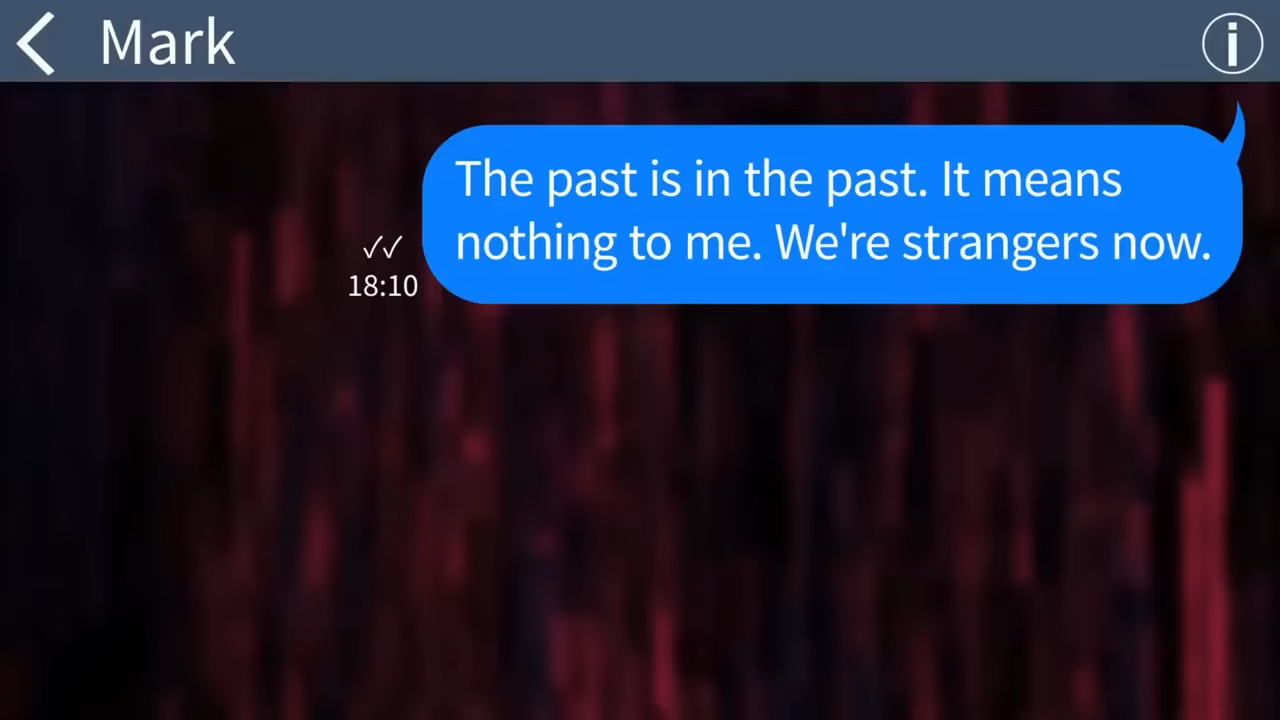 Mark
The past is in the past. It means
nothing to me. We're strangers now.
✓✓
18:10